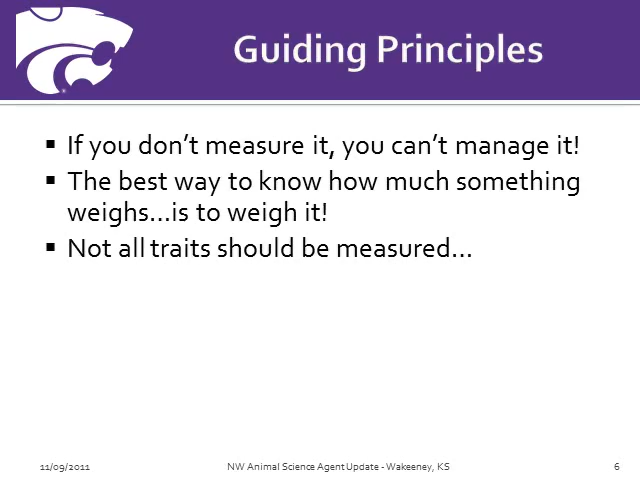 Guiding Principles
▪ If you don't measure it, you can't manage it!
▪ The best way to know how much something
weighs...is to weigh it!
▪ Not all traits should be measured...
11/09/2011 NW Animal Science Agent Update - Wakeeney, KS 6